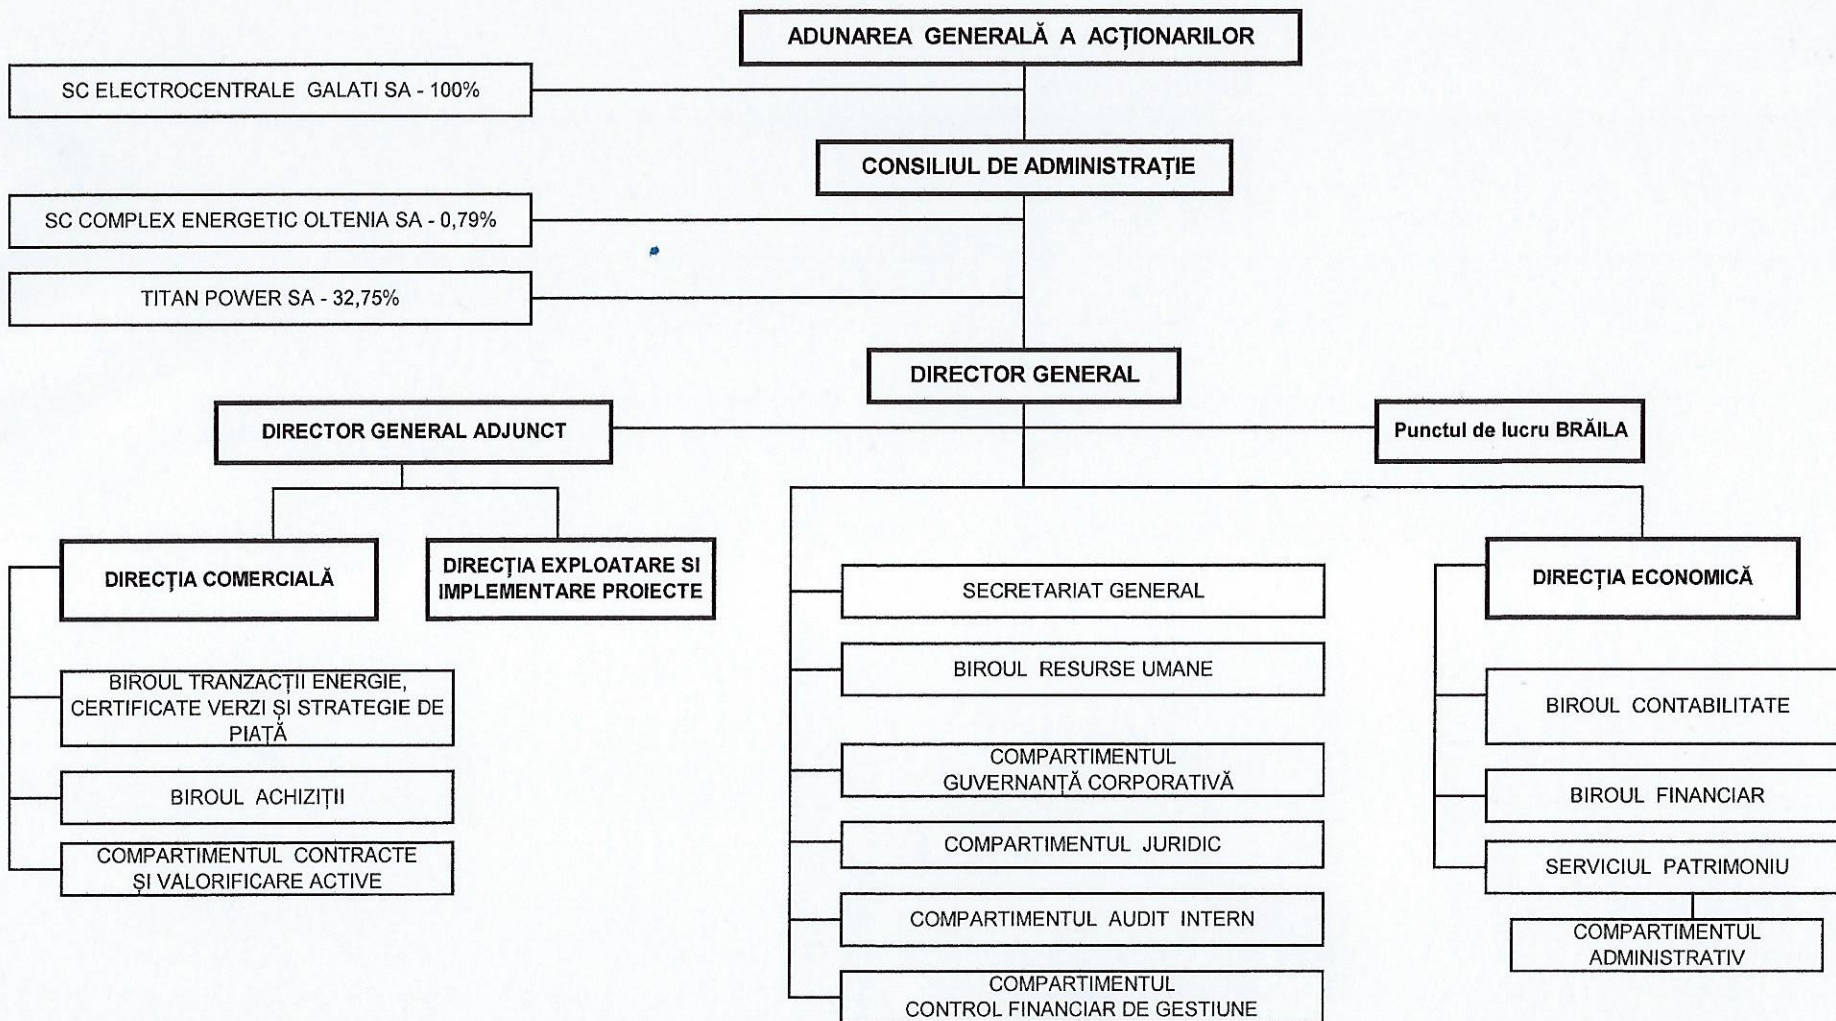 ADUNAREA GENERALĂ A ACȚIONARILOR
SC ELECTROCENTRALE GALATI SA - 100%
CONSILIUL DE ADMINISTRAȚIE
SC COMPLEX ENERGETIC OLTENIA SA - 0,79%
TITAN POWER SA - 32,75%
DIRECTOR GENERAL
DIRECTOR GENERAL ADJUNCT
Punctul de lucru BRĂILA
DIRECȚIA COMERCIALĂ
DIRECȚIA EXPLOATARE SI
IMPLEMENTARE PROIECTE
BIROUL TRANZACȚII ENERGIE,
CERTIFICATE VERZI ȘI STRATEGIE DE
PIAȚĂ
BIROUL ACHIZIȚII
COMPARTIMENTUL CONTRACTE
ȘI VALORIFICARE ACTIVE
SECRETARIAT GENERAL
BIROUL RESURSE UMANE
COMPARTIMENTUL
GUVERNANȚĂ CORPORATIVĂ
COMPARTIMENTUL JURIDIC
COMPARTIMENTUL AUDIT INTERN
COMPARTIMENTUL
CONTROL FINANCIAR DE GESTIUNE
DIRECȚIA ECONOMICĂ
BIROUL CONTABILITATE
BIROUL FINANCIAR
SERVICIUL PATRIMONIU
COMPARTIMENTUL
ADMINISTRATIV